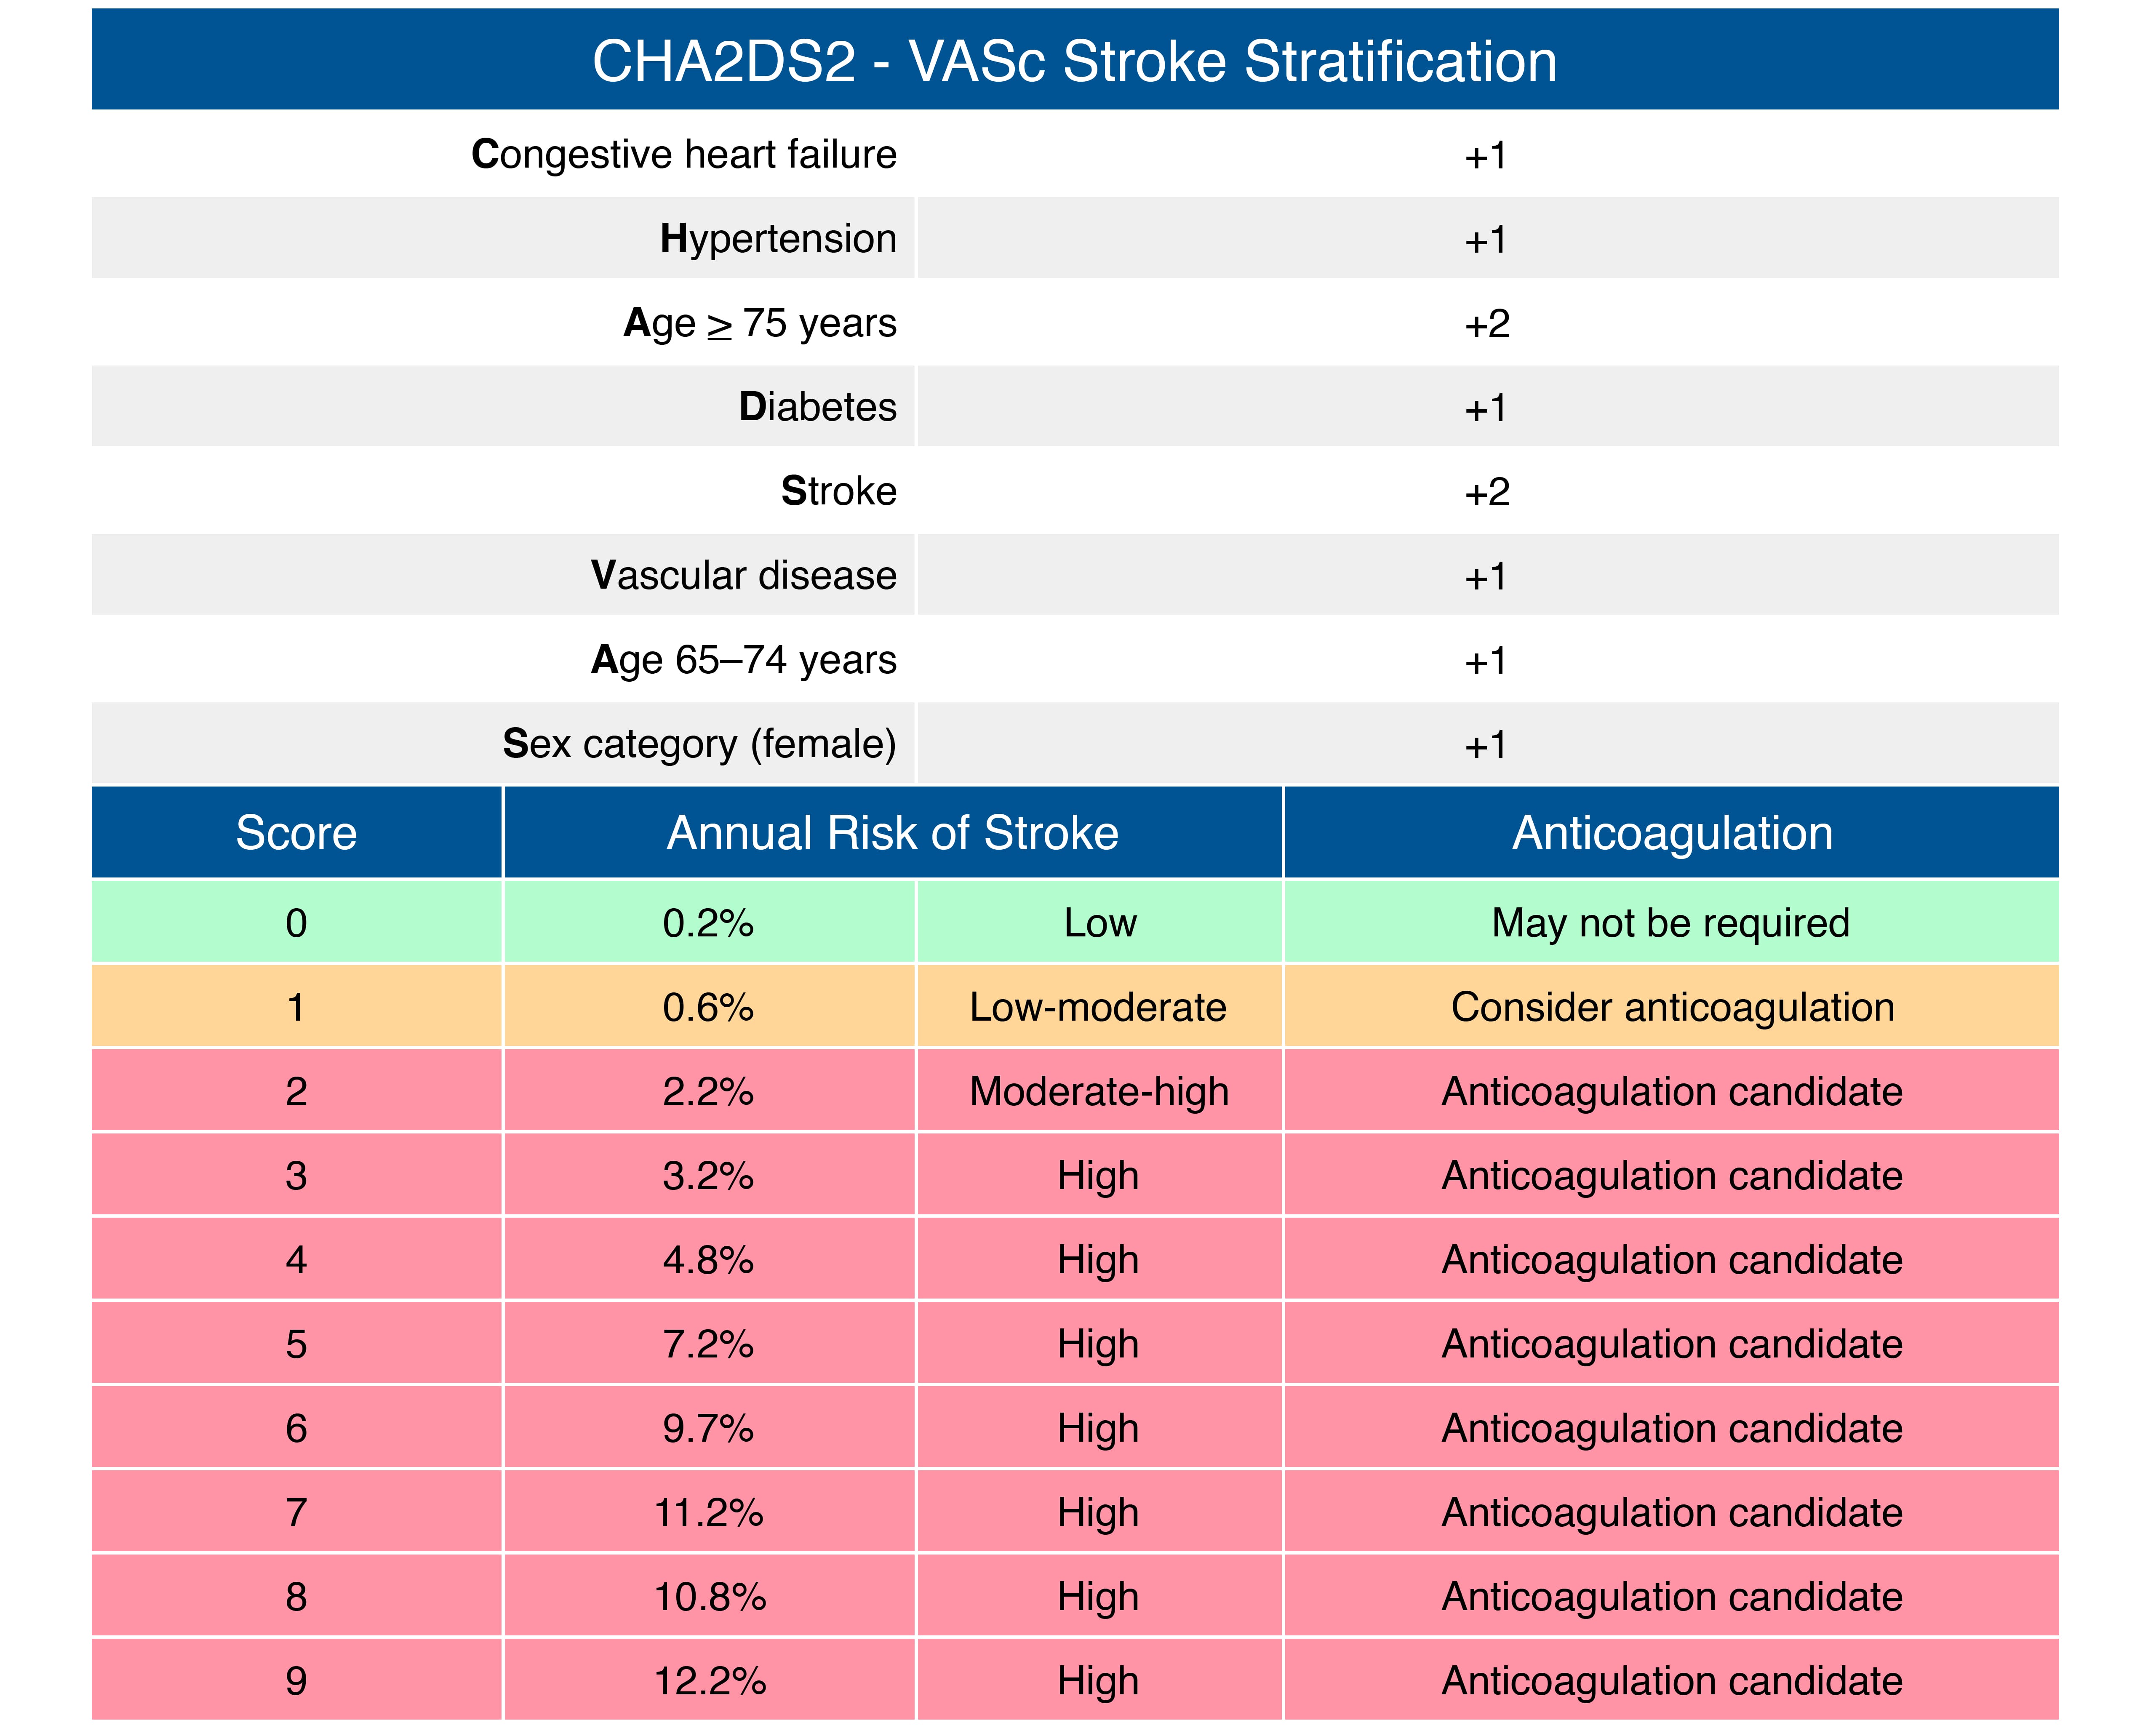 CHA2DS2 - VASc Stroke Stratification
Congestive heart failure +1
Hypertension +1
Age ≥ 75 years +2
Diabetes +1
Stroke +2
Vascular disease +1
Age 65–74 years +1
Sex category (female) +1
Score Annual Risk of Stroke Anticoagulation
0 0.2% Low May not be required
1 0.6% Low-moderate Consider anticoagulation
2 2.2% Moderate-high Anticoagulation candidate
3 3.2% High Anticoagulation candidate
4 4.8% High Anticoagulation candidate
5 7.2% High Anticoagulation candidate
6 9.7% High Anticoagulation candidate
7 11.2% High Anticoagulation candidate
8 10.8% High Anticoagulation candidate
9 12.2% High Anticoagulation candidate